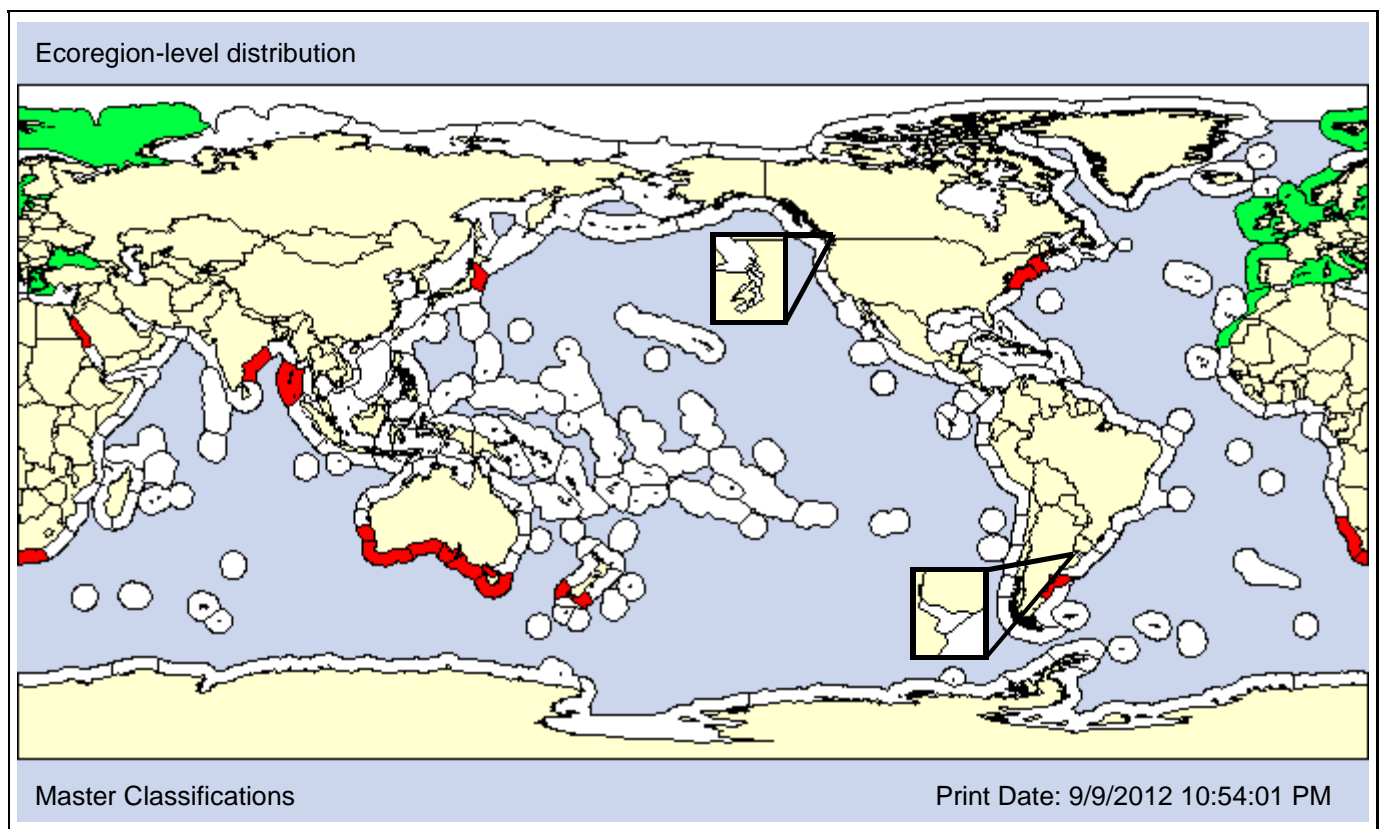 Ecoregion-level distribution
Master Classifications
Print Date: 9/9/2012 10:54:01 PM